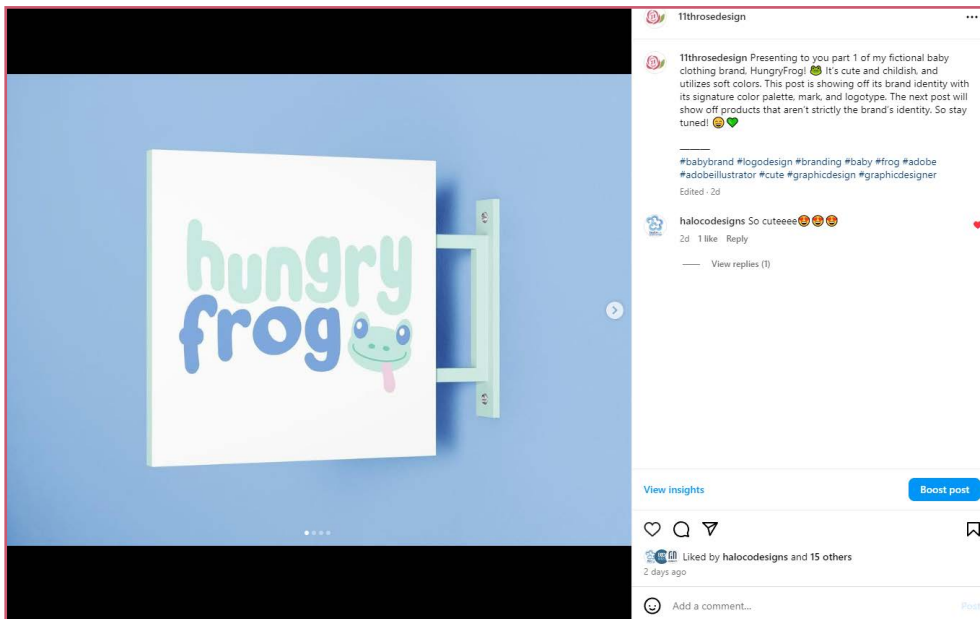 11throsedesign
11throsedesign Presenting to you part 1 of my fictional baby
clothing brand, HungryFrog! 🐸 It's cute and childish, and
utilizes soft colors. This post is showing off its brand identity with
its signature color palette, mark, and logotype. The next post will
show off products that aren't strictly the brand's identity. So stay
tuned! 😄💚
———
#babybrand #logodesign #branding #baby #frog #adobe
#adobeillustrator #cute #graphicdesign #graphicdesigner
Edited · 2d
halocodesigns So cuteeee🤩🤩🤩
2d 1 like Reply
View replies (1)
hungry
frog
View insights
Boost post
Liked by halocodesigns and 15 others
2 days ago
Add a comment...
Post